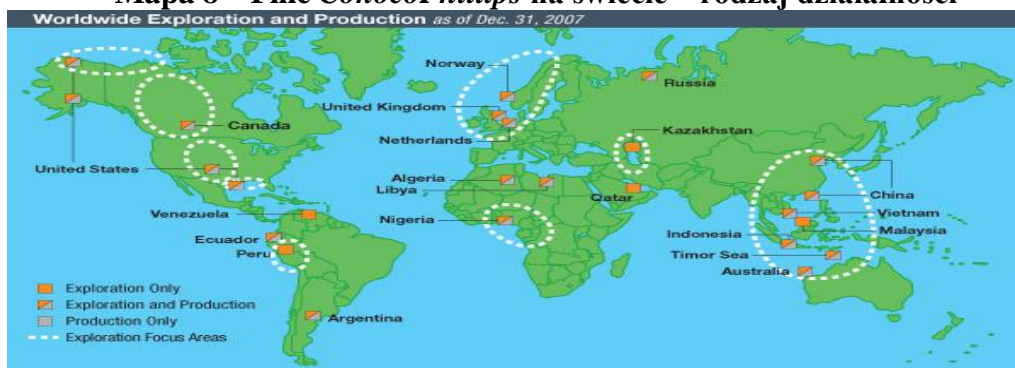 Mapa 8 – Filie ConocoPhillips na świecie – rodzaj działalności
Worldwide Exploration and Production as of Dec. 31, 2007
Norway
Russia
United Kingdom
Canada
Kazakhstan
Netherlands
United States
Algeria
Libya
Qatar
China
Venezuela
Nigeria
Vietnam
Malaysia
Ecuador
Indonesia
Peru
Timor Sea
Australia
Exploration Only
Exploration and Production
Production Only
Argentina
Exploration Focus Areas